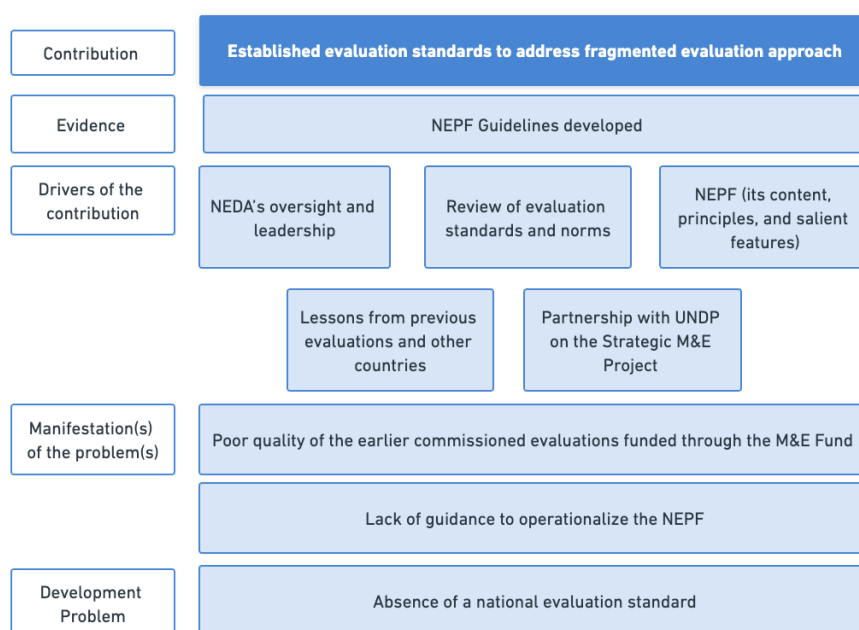 Contribution
Established evaluation standards to address fragmented evaluation approach
Evidence
NEPF Guidelines developed
Drivers of the
contribution
NEDA's oversight and
leadership
Review of evaluation
standards and norms
NEPF (its content,
principles, and salient
features)
Lessons from previous
evaluations and other
countries
Partnership with UNDP
on the Strategic M&E
Project
Manifestation(s)
of the problem(s)
Poor quality of the earlier commissioned evaluations funded through the M&E Fund
Lack of guidance to operationalize the NEPF
Development
Problem
Absence of a national evaluation standard